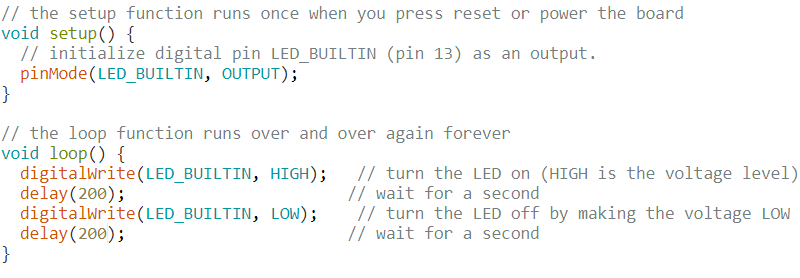 // the setup function runs once when you press reset or power the board
void setup() {
  // initialize digital pin LED_BUILTIN (pin 13) as an output.
  pinMode(LED_BUILTIN, OUTPUT);
}

// the loop function runs over and over again forever
void loop() {
  digitalWrite(LED_BUILTIN, HIGH);   // turn the LED on (HIGH is the voltage level)
  delay(200);                       // wait for a second
  digitalWrite(LED_BUILTIN, LOW);    // turn the LED off by making the voltage LOW
  delay(200);                       // wait for a second
}